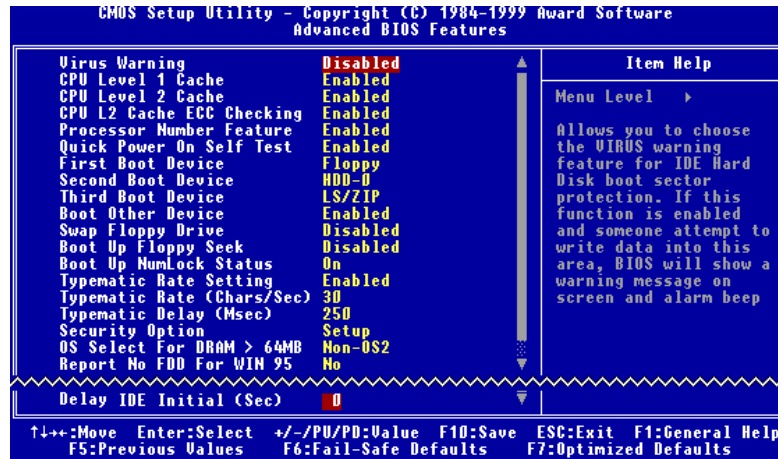 CMOS Setup Utility - Copyright (C) 1984-1999 Award Software
Advanced BIOS Features
Virus Warning Disabled
CPU Level 1 Cache Enabled
CPU Level 2 Cache Enabled
CPU L2 Cache ECC Checking Enabled
Processor Number Feature Enabled
Quick Power On Self Test Enabled
First Boot Device Floppy
Second Boot Device HDD-0
Third Boot Device LS/ZIP
Boot Other Device Enabled
Swap Floppy Drive Disabled
Boot Up Floppy Seek Disabled
Boot Up NumLock Status On
Typematic Rate Setting Enabled
Typematic Rate (Chars/Sec) 30
Typematic Delay (Msec) 250
Security Option Setup
OS Select For DRAM > 64MB Non-OS2
Report No FDD For WIN 95 No
Delay IDE Initial (Sec) 0
Item Help
Menu Level ▸
Allows you to choose
the VIRUS warning
feature for IDE Hard
Disk boot sector
protection. If this
function is enabled
and someone attempt to
write data into this
area, BIOS will show a
warning message on
screen and alarm beep
↑↓→←:Move Enter:Select +/-/PU/PD:Value F10:Save ESC:Exit F1:General Help
F5:Previous Values F6:Fail-Safe Defaults F7:Optimized Defaults